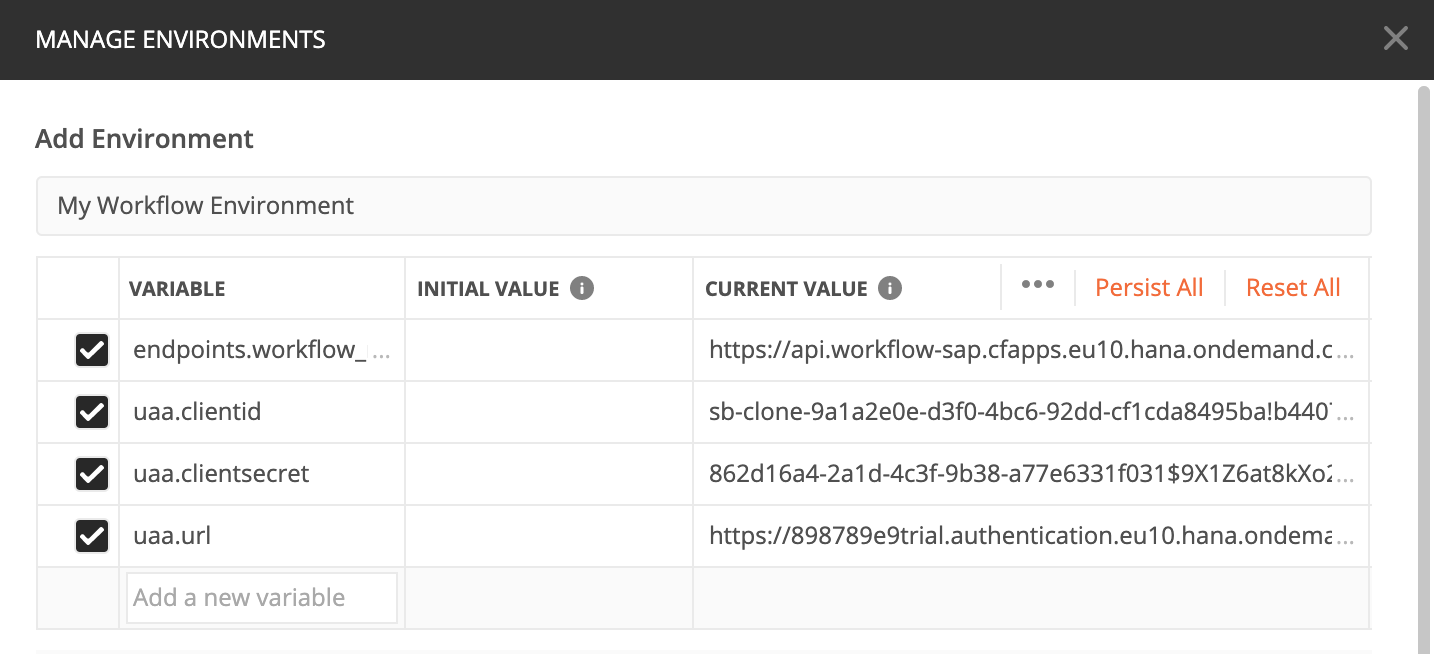 MANAGE ENVIRONMENTS
Add Environment
My Workflow Environment
VARIABLE INITIAL VALUE i CURRENT VALUE i ••• Persist All Reset All
endpoints.workflow_ ... https://api.workflow-sap.cfapps.eu10.hana.ondemand.c...
uaa.clientid sb-clone-9a1a2e0e-d3f0-4bc6-92dd-cf1cda8495ba!b440...
uaa.clientsecret 862d16a4-2a1d-4c3f-9b38-a77e6331f031$9X1Z6at8kXo...
uaa.url https://898789e9trial.authentication.eu10.hana.ondema...
Add a new variable